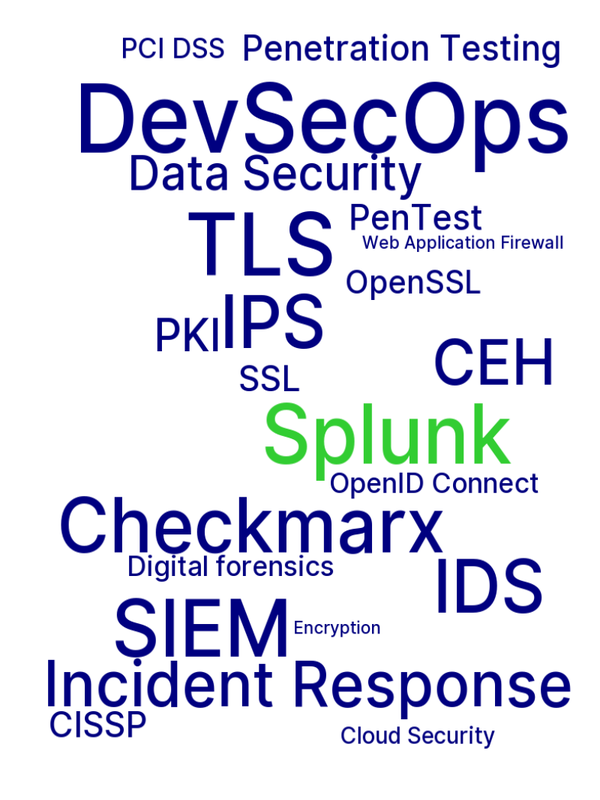 PCI DSS Penetration Testing
DevSecOps
Data Security
TLS PenTest
Web Application Firewall
OpenSSL
PKI IPS
CEH
SSL
Splunk
OpenID Connect
Checkmarx
Digital forensics
IDS
SIEM Encryption
Incident Response
CISSP
Cloud Security